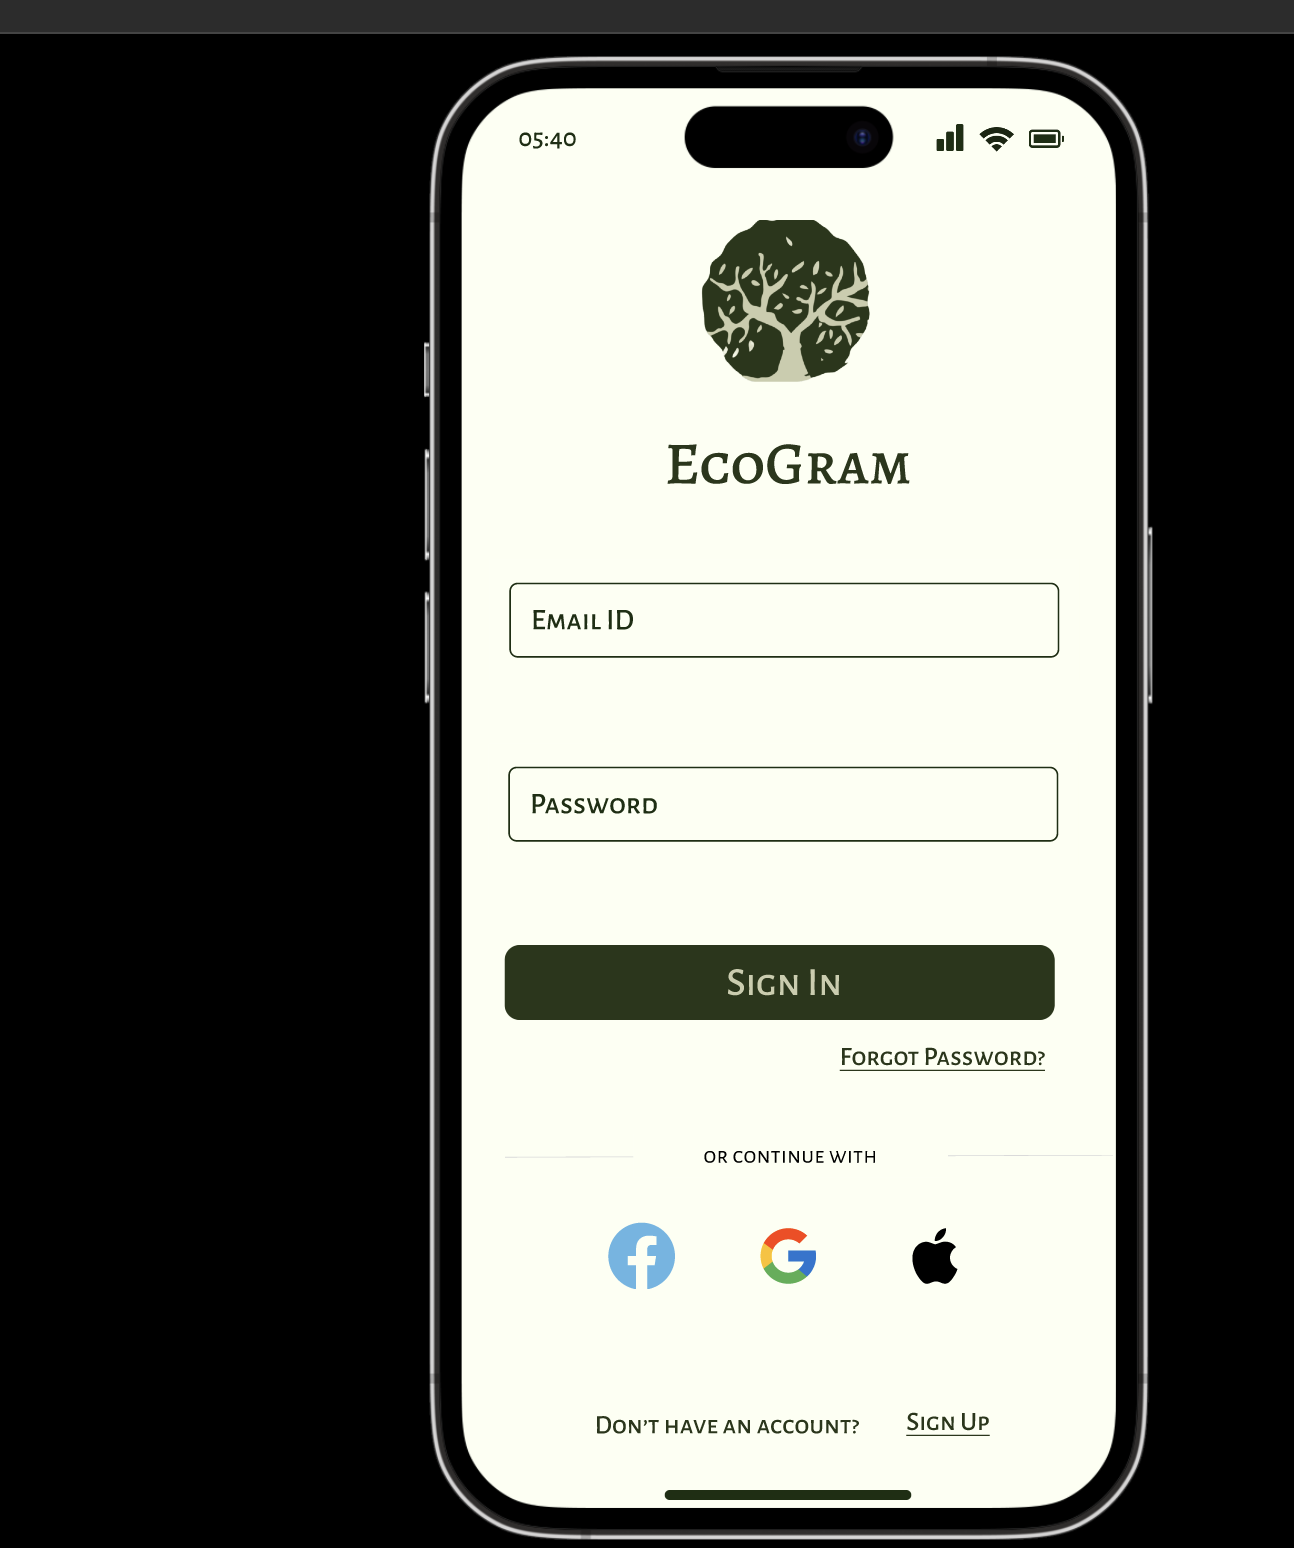 05:40
EcoGram
Email ID
Password
Sign In
Forgot Password?
or continue with
Don't have an account? Sign Up